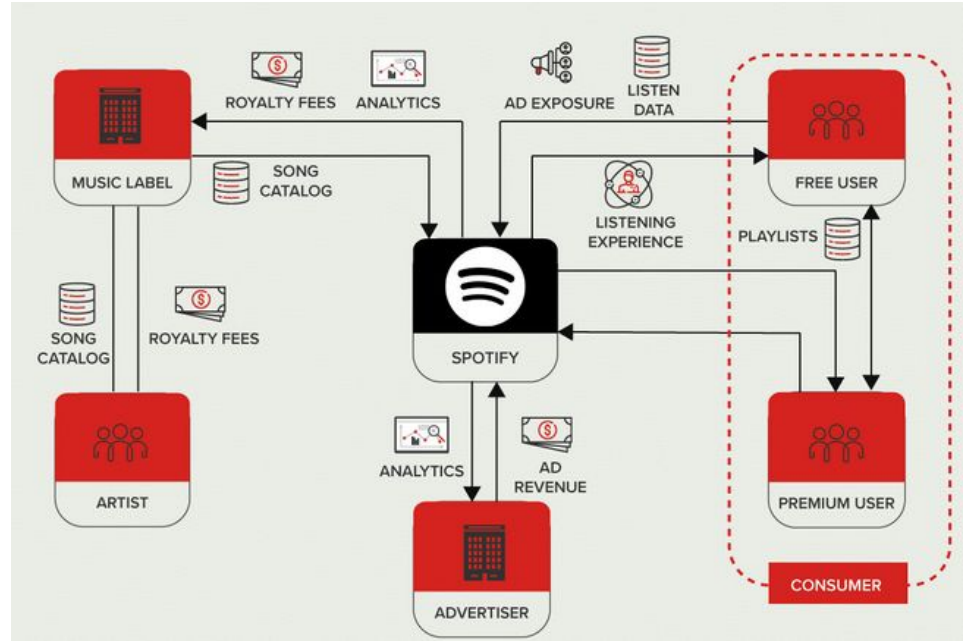 ROYALTY FEES
ANALYTICS
AD EXPOSURE
LISTEN
DATA
MUSIC LABEL
SONG
CATALOG
LISTENING
EXPERIENCE
FREE USER
PLAYLISTS
SONG
CATALOG
ROYALTY FEES
SPOTIFY
ARTIST
ANALYTICS
AD
REVENUE
PREMIUM USER
ADVERTISER
CONSUMER